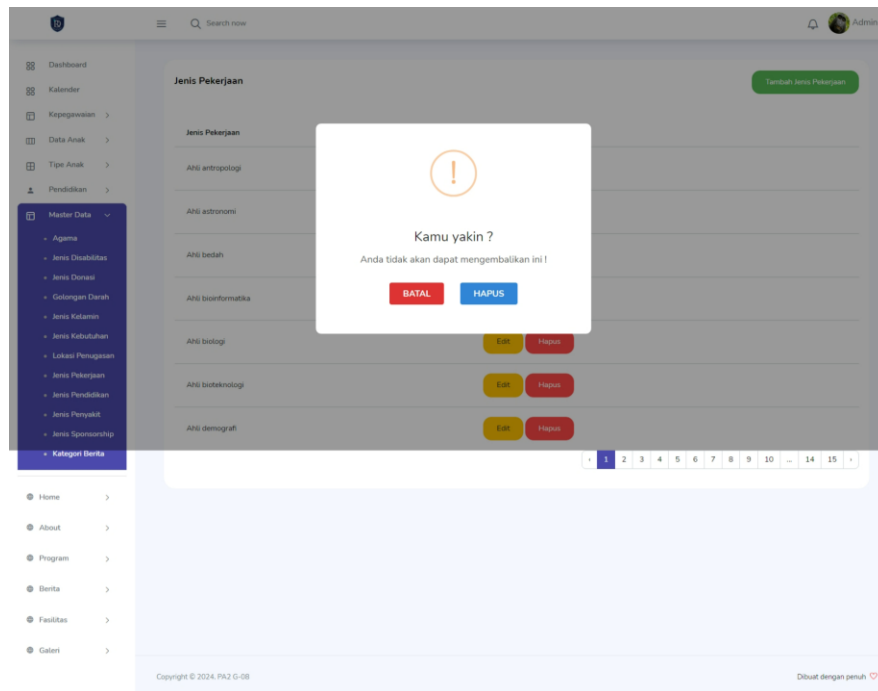 Search now
Admin
Dashboard
Kalender
Kepegawaian
Data Anak
Tipe Anak
Pendidikan
Master Data
Agama
Jenis Disabilitas
Jenis Donasi
Golongan Darah
Jenis Kelamin
Jenis Kebutuhan
Lokasi Penugasan
Jenis Pekerjaan
Jenis Pendidikan
Jenis Penyakit
Jenis Sponsorship
Kategori Berita
Home
About
Program
Berita
Fasilitas
Galeri
Jenis Pekerjaan
Tambah Jenis Pekerjaan
Jenis Pekerjaan
Ahli antropologi
Ahli astronomi
Ahli bedah
Ahli bioinformatika
Ahli biologi Edit Hapus
Ahli bioteknologi Edit Hapus
Ahli demografi Edit Hapus
!
Kamu yakin ?
Anda tidak akan dapat mengembalikan ini !
BATAL HAPUS
‹ 1 2 3 4 5 6 7 8 9 10 ... 14 15 ›
Copyright © 2024. PA2 G-08
Dibuat dengan penuh ♡